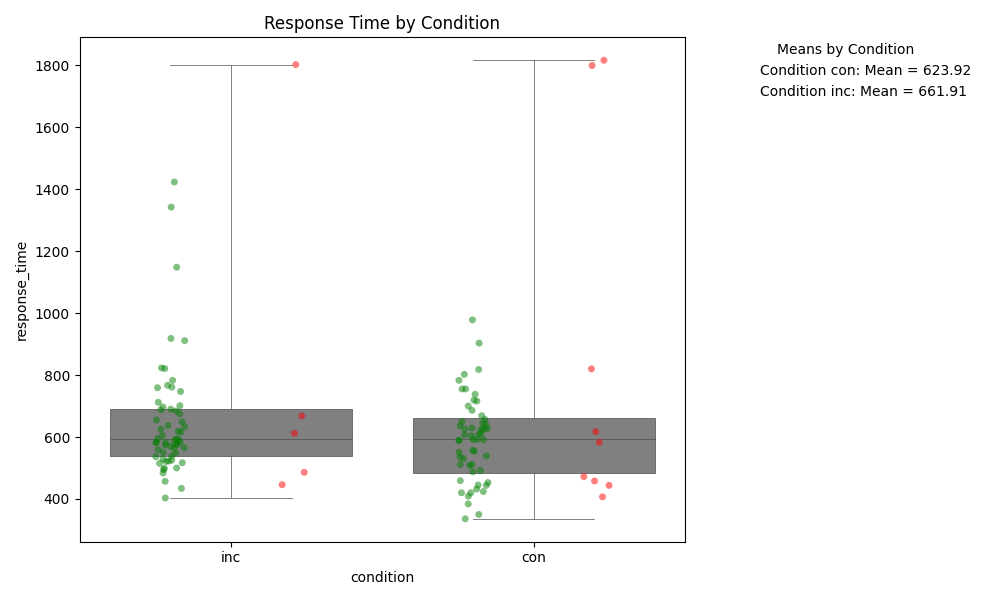 Response Time by Condition
Means by Condition
Condition con: Mean = 623.92
Condition inc: Mean = 661.91
response_time
1800
1600
1400
1200
1000
800
600
400
inc
con
condition